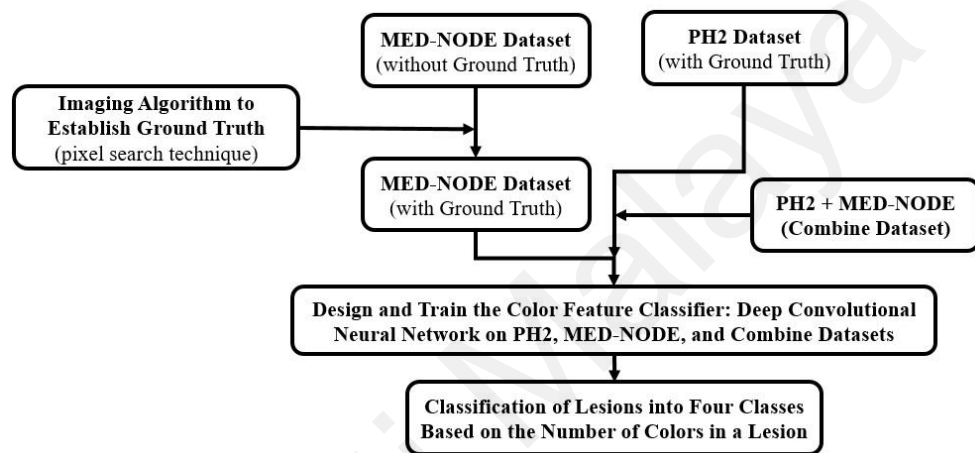 MED-NODE Dataset
(without Ground Truth)
PH2 Dataset
(with Ground Truth)
Imaging Algorithm to
Establish Ground Truth
(pixel search technique)
MED-NODE Dataset
(with Ground Truth)
PH2 + MED-NODE
(Combine Dataset)
Design and Train the Color Feature Classifier: Deep Convolutional
Neural Network on PH2, MED-NODE, and Combine Datasets
Classification of Lesions into Four Classes
Based on the Number of Colors in a Lesion
Malaya